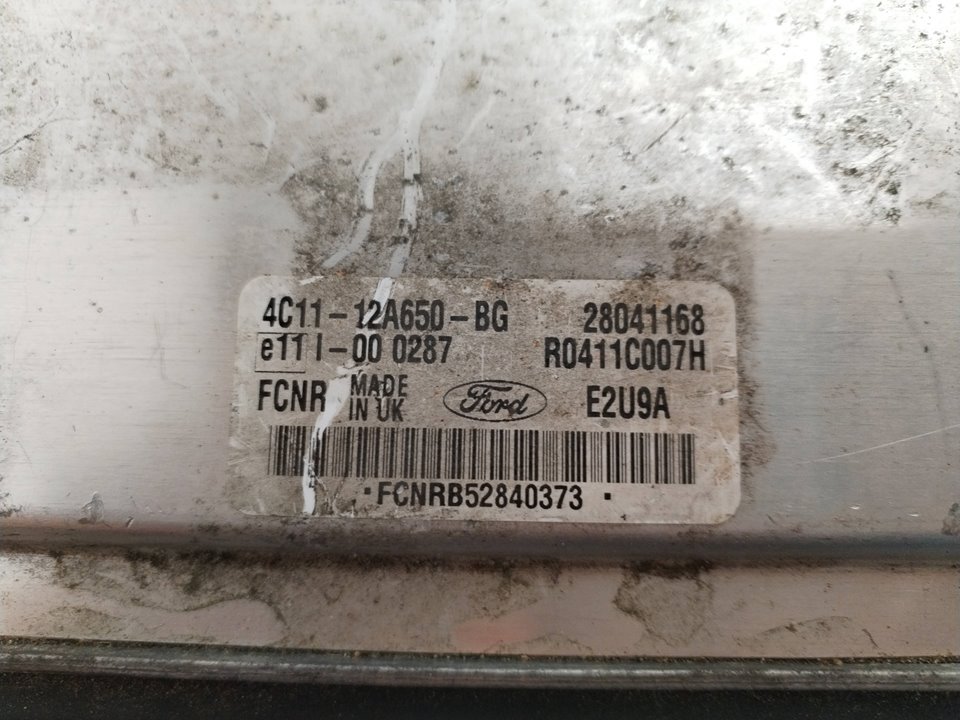 4C11-12A650-BG 28041168
e11 I-00 0287 R0411C007H
FCNR MADE IN UK Ford E2U9A
·FCNRB52840373 ·